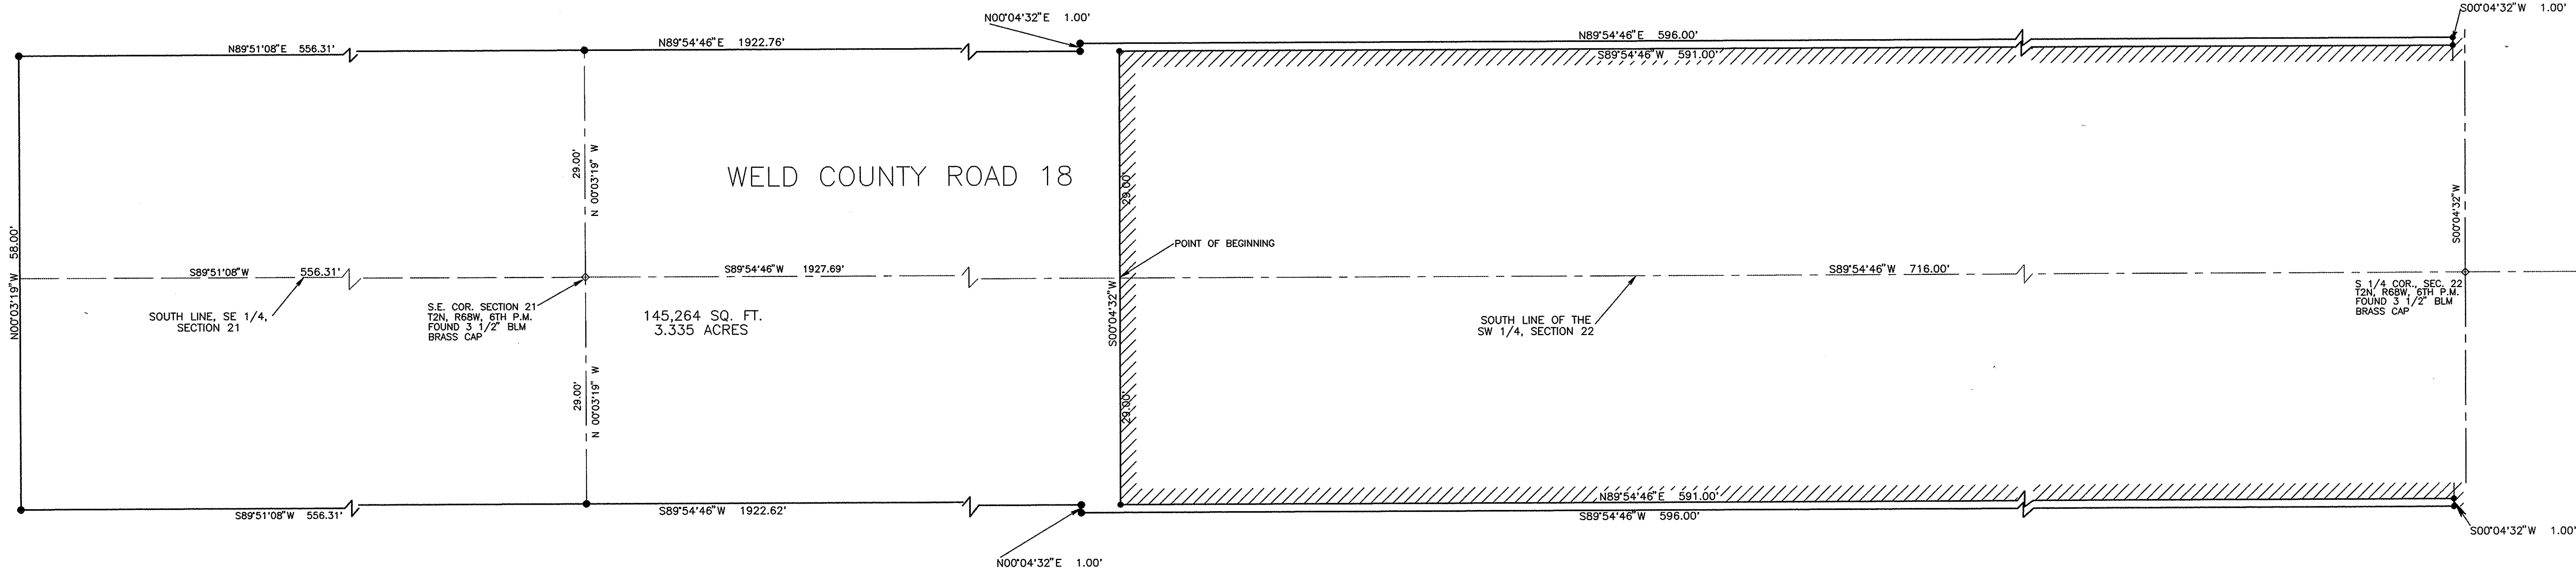 S00°04'32"W 1.00'
N00°04'32"E 1.00'
N89°54'46"E 596.00'
N89°51'08"E 556.31'
N89°54'46"E 1922.76'
S89°54'46"W 591.00'
29.00'
N 00°03'19" W
WELD COUNTY ROAD 18
29.00'
S00°04'32"W
N00°03'19"W 58.00'
POINT OF BEGINNING
S89°51'08"W 556.31'
S89°54'46"W 1927.69'
S89°54'46"W 716.00'
SOUTH LINE, SE 1/4,
SECTION 21
S.E. COR. SECTION 21
T2N, R68W, 6TH P.M.
FOUND 3 1/2" BLM
BRASS CAP
145,264 SQ. FT.
3.335 ACRES
S00°04'32"W
SOUTH LINE OF THE
SW 1/4, SECTION 22
S 1/4 COR., SEC. 22
T2N, R68W, 6TH P.M.
FOUND 3 1/2" BLM
BRASS CAP
29.00'
N 00°03'19" W
29.00'
N89°54'46"E 591.00'
S89°51'08"W 556.31'
S89°54'46"W 1922.62'
S89°54'46"W 596.00'
S00°04'32"W 1.00'
N00°04'32"E 1.00'